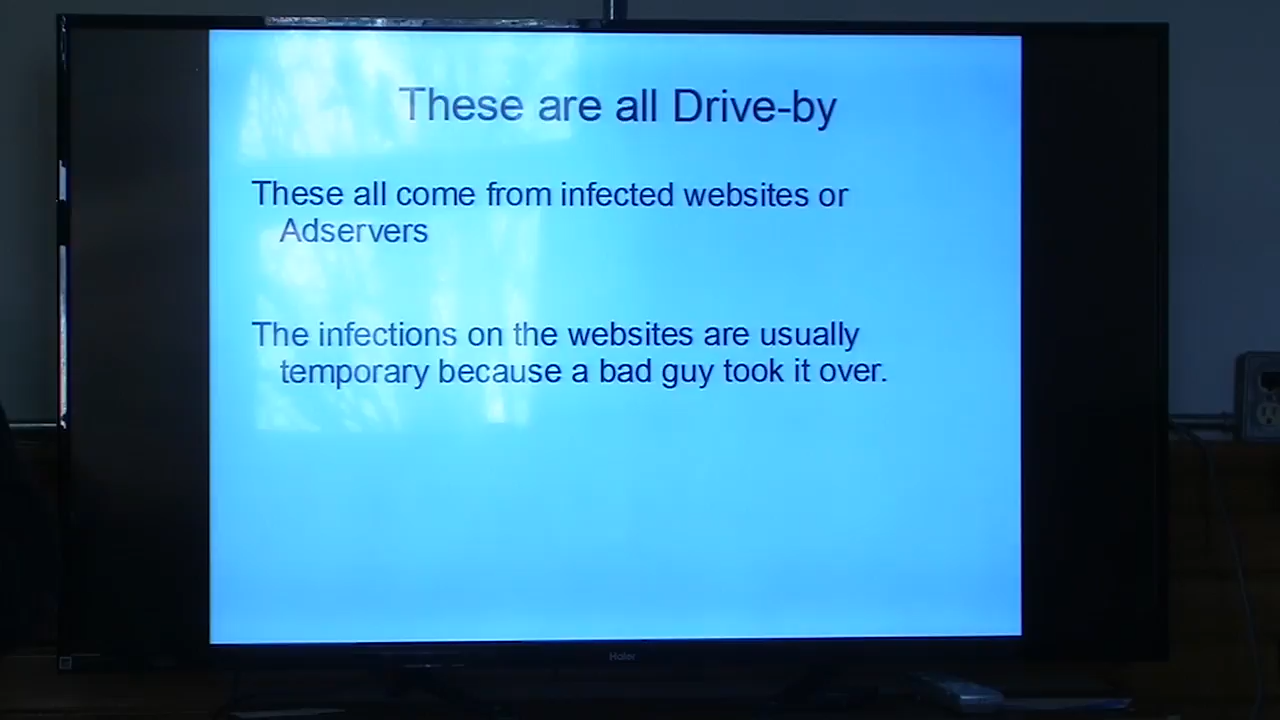 These are all Drive-by
These all come from infected websites or
Adservers
The infections on the websites are usually
temporary because a bad guy took it over.
Haier